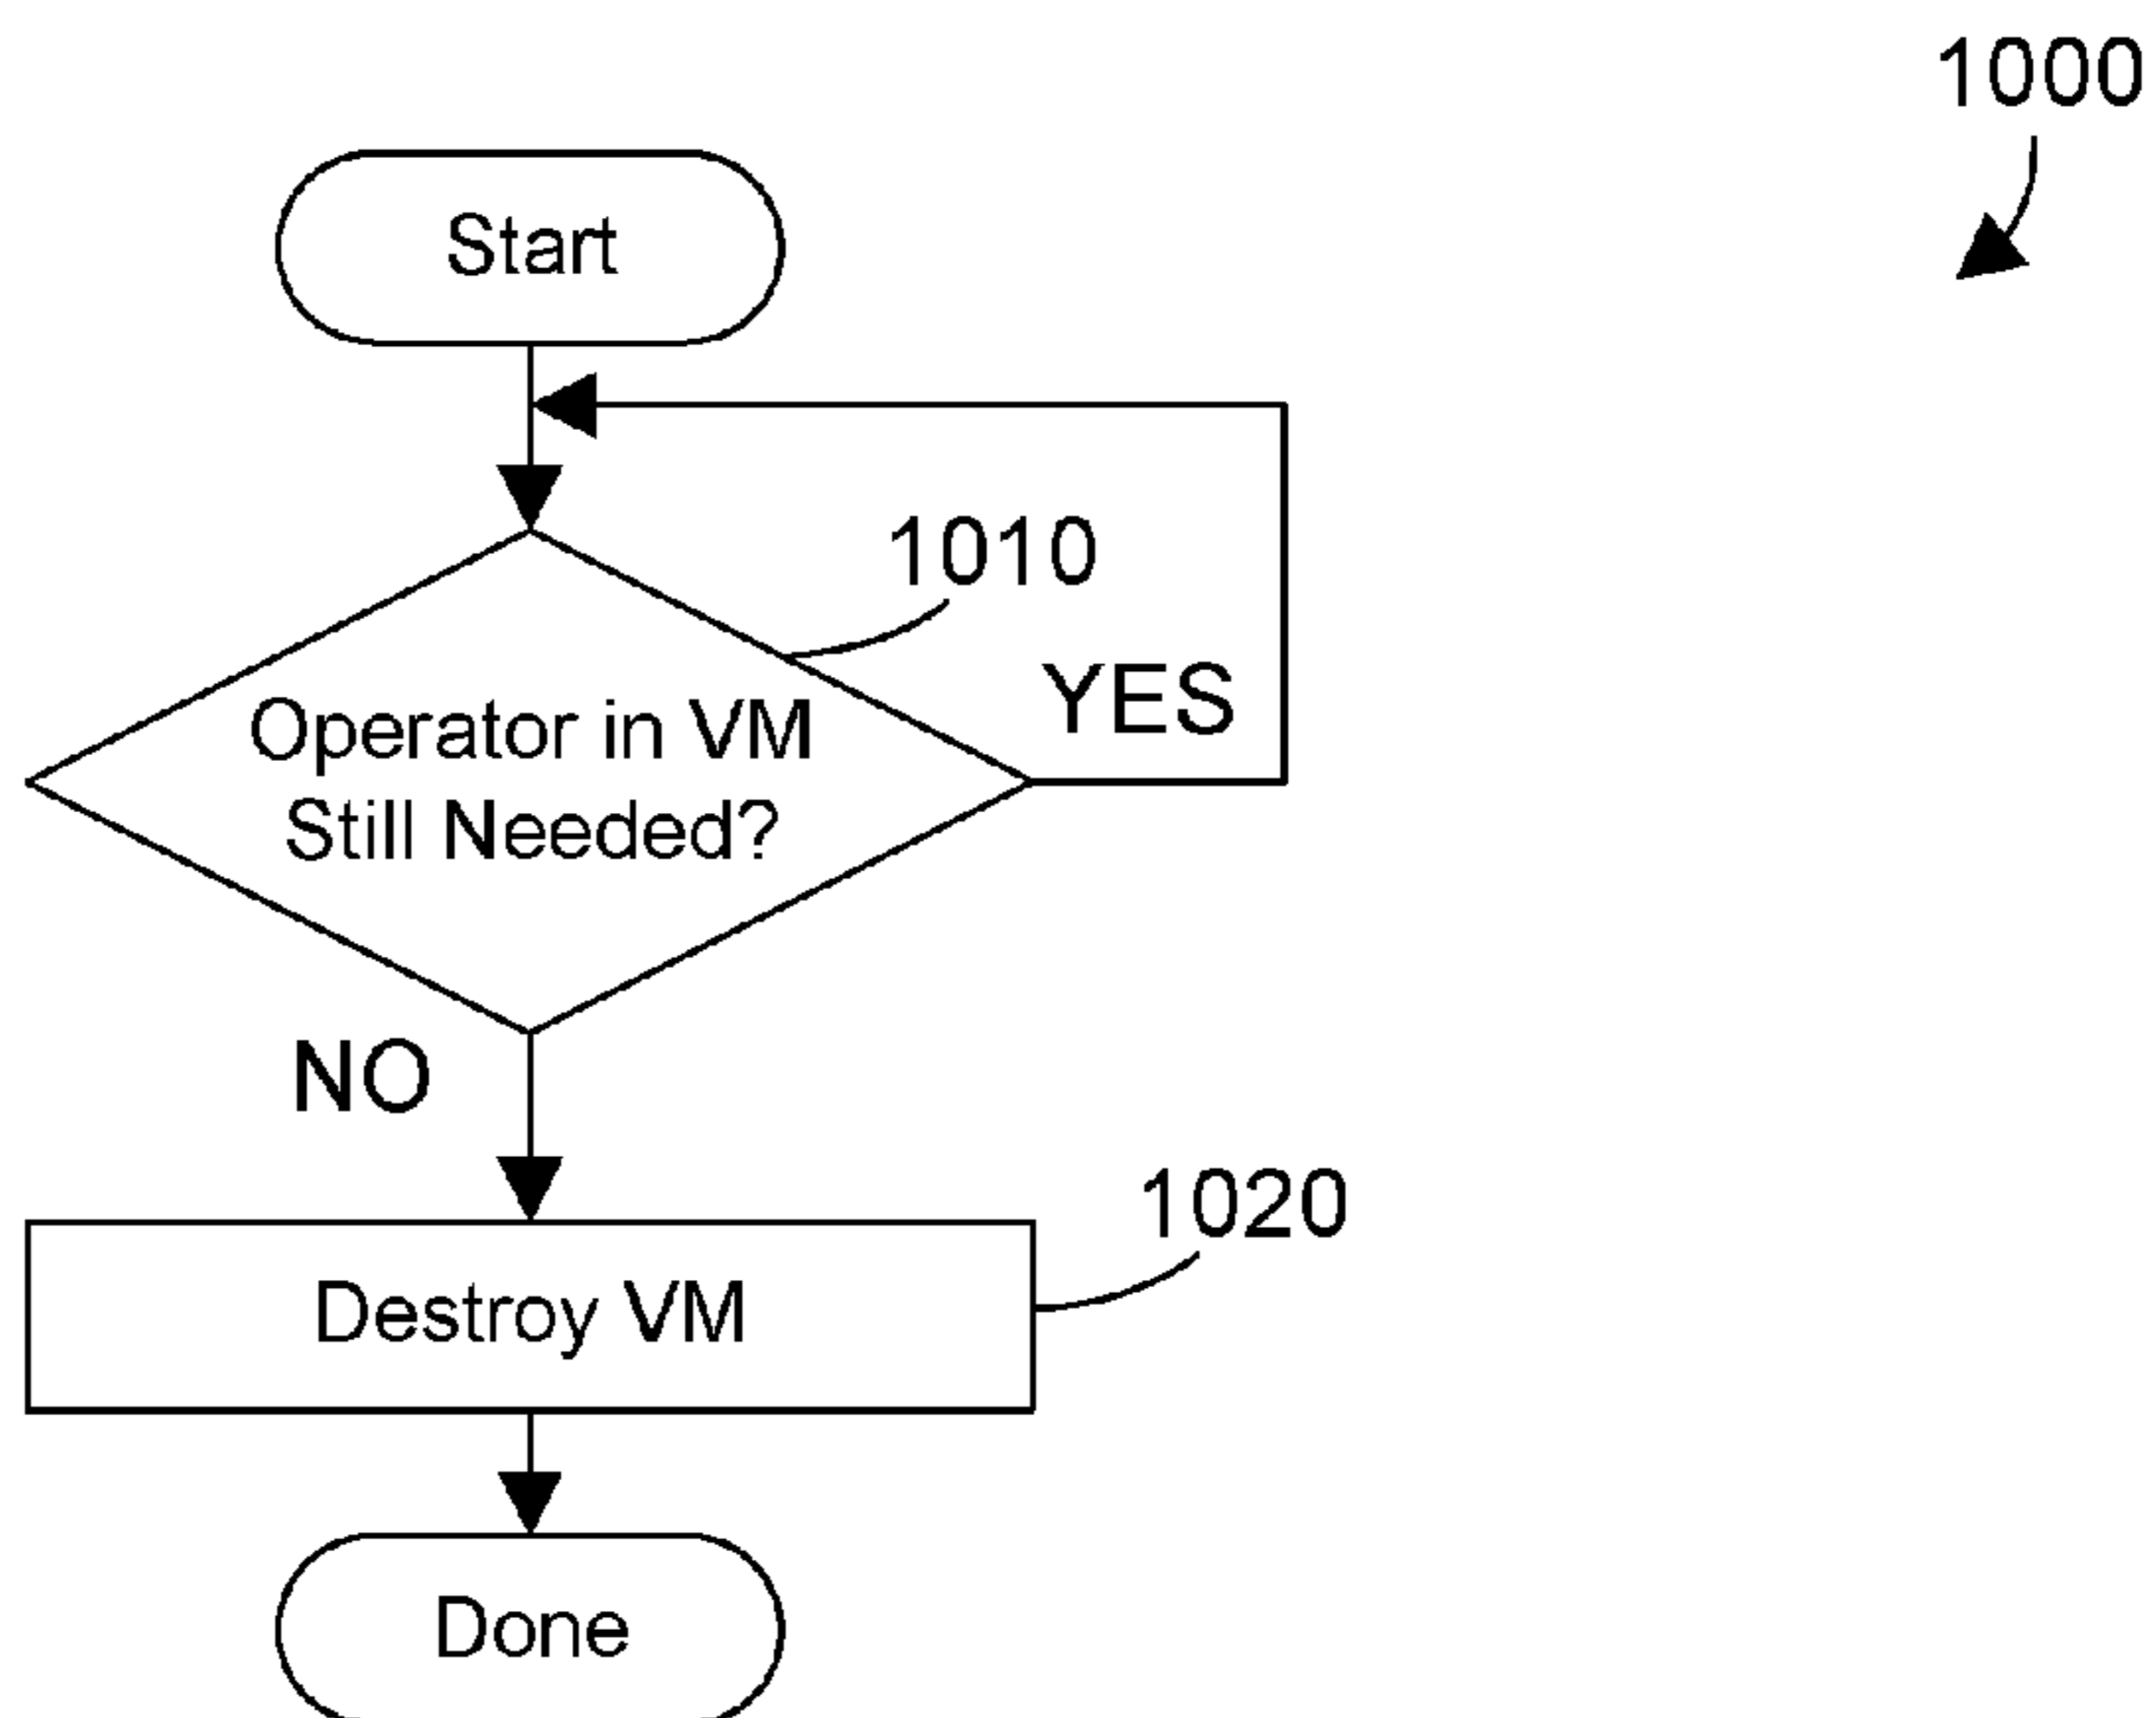 1000
Start
1010
YES
Operator in VM
Still Needed?
NO
1020
Destroy VM
Done